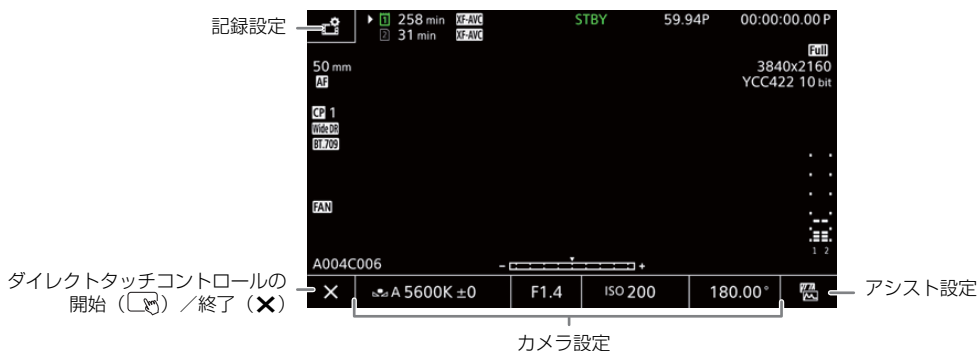 記録設定
1 258 min XF-AVC STBY 59.94P 00:00:00.00 P
2 31 min XF-AVC
Full
50 mm 3840x2160
AF YCC422 10 bit
CP 1
Wide DR
BT.709
FAN
1 2
A004C006 - +
ダイレクトタッチコントロールの
開始（）／終了（✕）
✕ A 5600K ±0 F1.4 ISO 200 180.00°
アシスト設定
カメラ設定